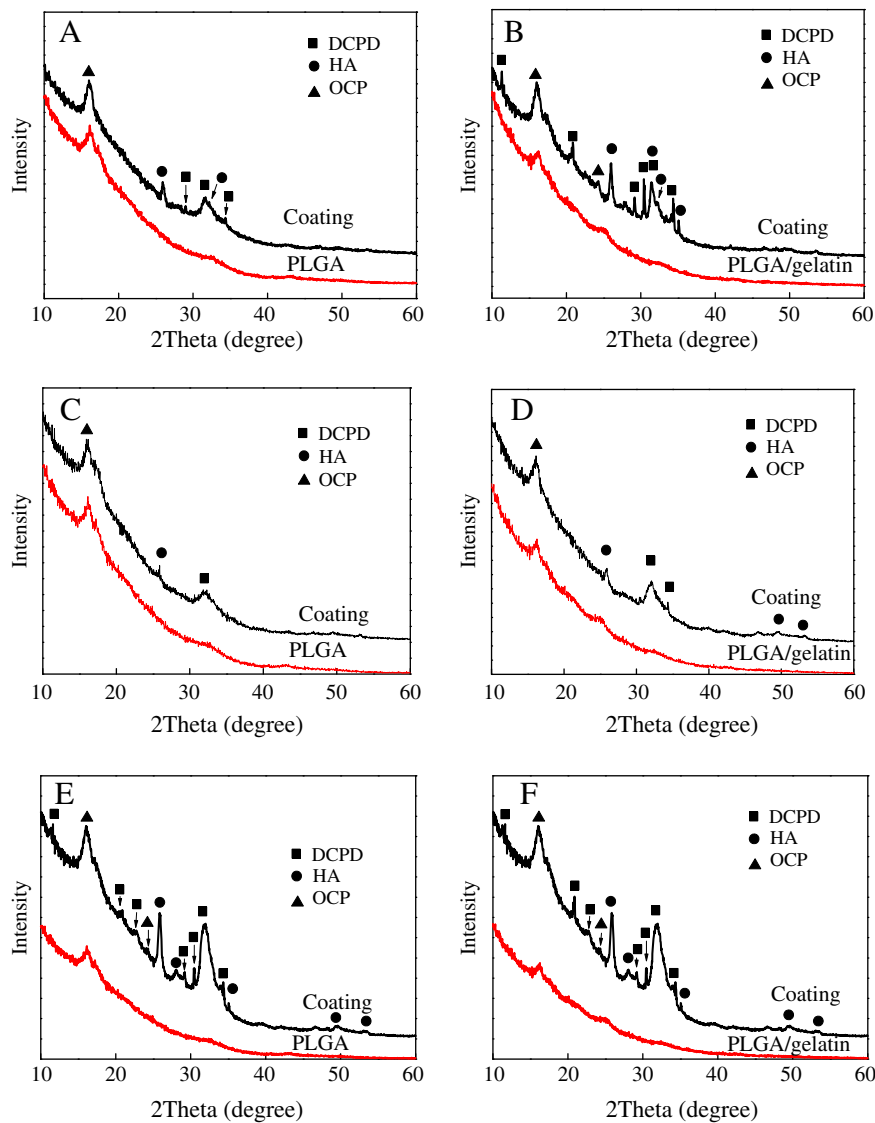 A
■ DCPD
● HA
▲ OCP
Intensity
Coating
PLGA
10 20 30 40 50 60
2Theta (degree)
B
■ DCPD
● HA
▲ OCP
Intensity
Coating
PLGA/gelatin
10 20 30 40 50 60
2Theta (degree)
C
■ DCPD
● HA
▲ OCP
Intensity
Coating
PLGA
10 20 30 40 50 60
2Theta (degree)
D
■ DCPD
● HA
▲ OCP
Intensity
Coating
PLGA/gelatin
10 20 30 40 50 60
2Theta (degree)
E
■ DCPD
● HA
▲ OCP
Intensity
Coating
PLGA
10 20 30 40 50 60
2Theta (degree)
F
■ DCPD
● HA
▲ OCP
Intensity
Coating
PLGA/gelatin
10 20 30 40 50 60
2Theta (degree)